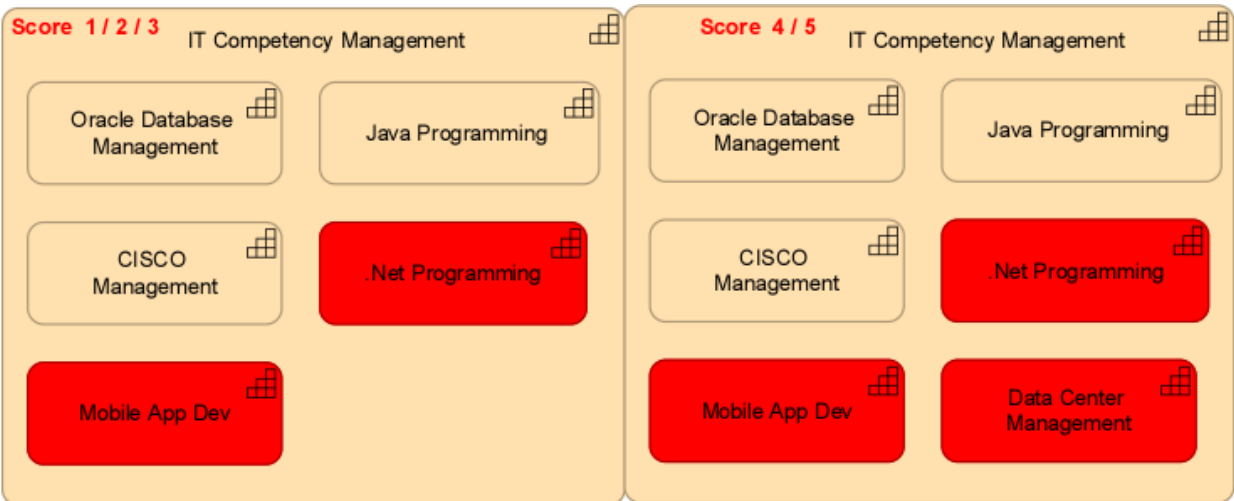 Score 1 / 2 / 3
IT Competency Management
Oracle Database
Management
Java Programming
CISCO
Management
.Net Programming
Mobile App Dev
Score 4 / 5
IT Competency Management
Oracle Database
Management
Java Programming
CISCO
Management
.Net Programming
Mobile App Dev
Data Center
Management